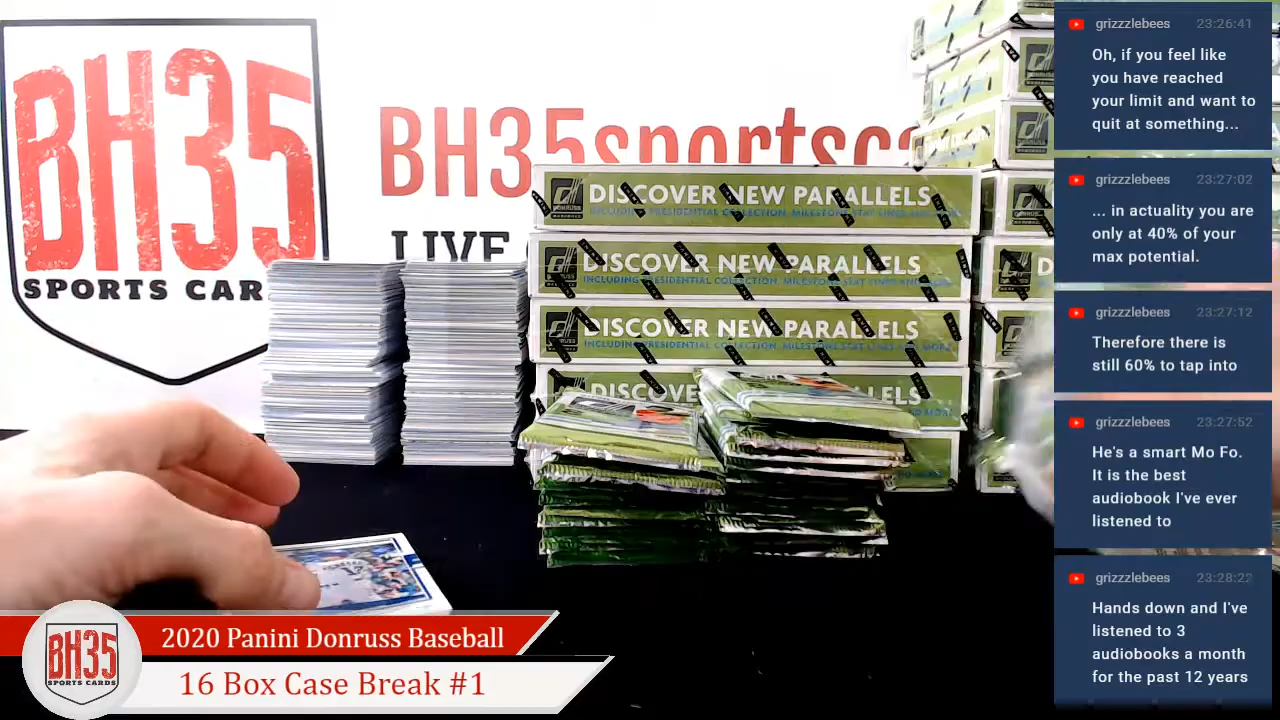 BH35
SPORTS CAR
BH35sportsca
LIVE
DISCOVER NEW PARALLELS
DISCOVER NEW PARALLELS
DISCOVER NEW PARALLELS
DISCOVE
2020 Panini Donruss Baseball
16 Box Case Break #1
BH35
SPORTS CARDS
grizzzlebees 23:26:41
Oh, if you feel like
you have reached
your limit and want to
quit at something...
grizzzlebees 23:27:02
... in actuality you are
only at 40% of your
max potential.
grizzzlebees 23:27:12
Therefore there is
still 60% to tap into
grizzzlebees 23:27:52
He's a smart Mo Fo.
It is the best
audiobook I've ever
listened to
grizzzlebees 23:28:22
Hands down and I've
listened to 3
audiobooks a month
for the past 12 years